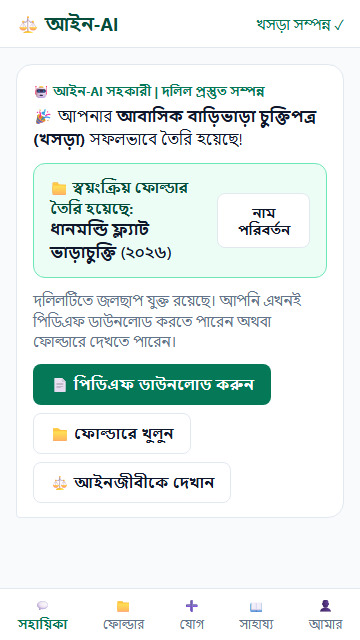 ⚖️ আইন-AI
খসড়া সম্পন্ন ✓
🤖 আইন-AI সহকারী | দলিল প্রস্তুত সম্পন্ন
🎉 আপনার আবাসিক বাড়িভাড়া চুক্তিপত্র
(খসড়া) সফলভাবে তৈরি হয়েছে!
📁 স্বয়ংক্রিয় ফোল্ডার
তৈরি হয়েছে:
ধানমন্ডি ফ্ল্যাট
ভাড়াচুক্তি (২০২৬)
নাম
পরিবর্তন
দলিলটিতে জলছাপ যুক্ত রয়েছে। আপনি এখনই
পিডিএফ ডাউনলোড করতে পারেন অথবা
ফোল্ডারে দেখতে পারেন।
📄 পিডিএফ ডাউনলোড করুন
📁 ফোল্ডারে খুলুন
⚖️ আইনজীবীকে দেখান
সহায়িকা
ফোল্ডার
যোগ
সাহায্য
আমার